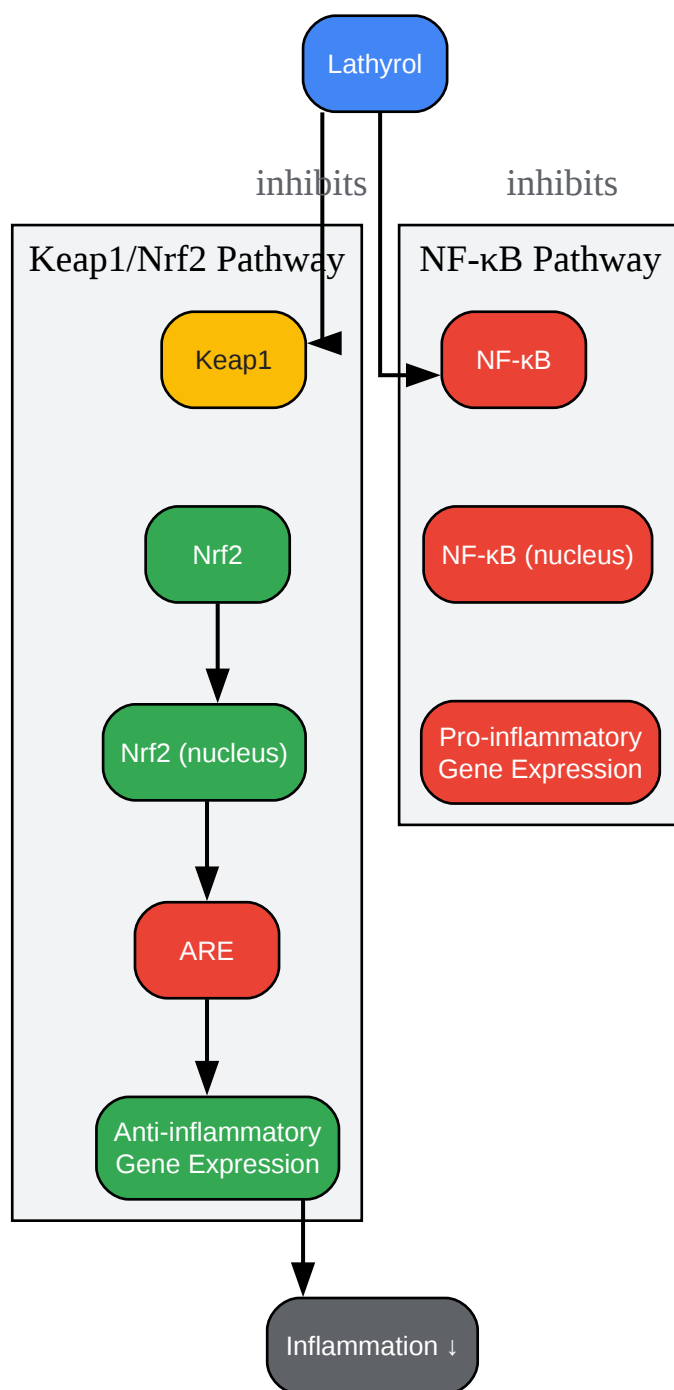 Lathyrol
inhibits
inhibits
Keap1/Nrf2 Pathway
NF-κB Pathway
Keap1
NF-κB
Nrf2
NF-κB (nucleus)
Nrf2 (nucleus)
Pro-inflammatory
Gene Expression
ARE
Anti-inflammatory
Gene Expression
Inflammation ↓